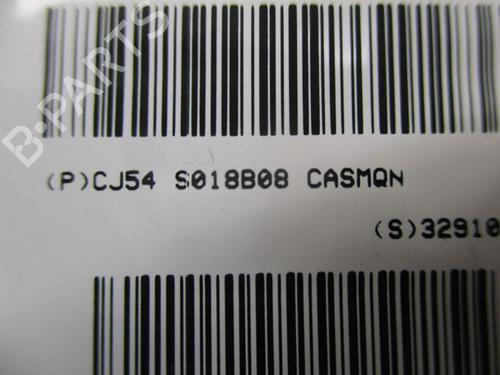 B-PARTS
(P)CJ54 S018B08 CASMQN
(S)32910